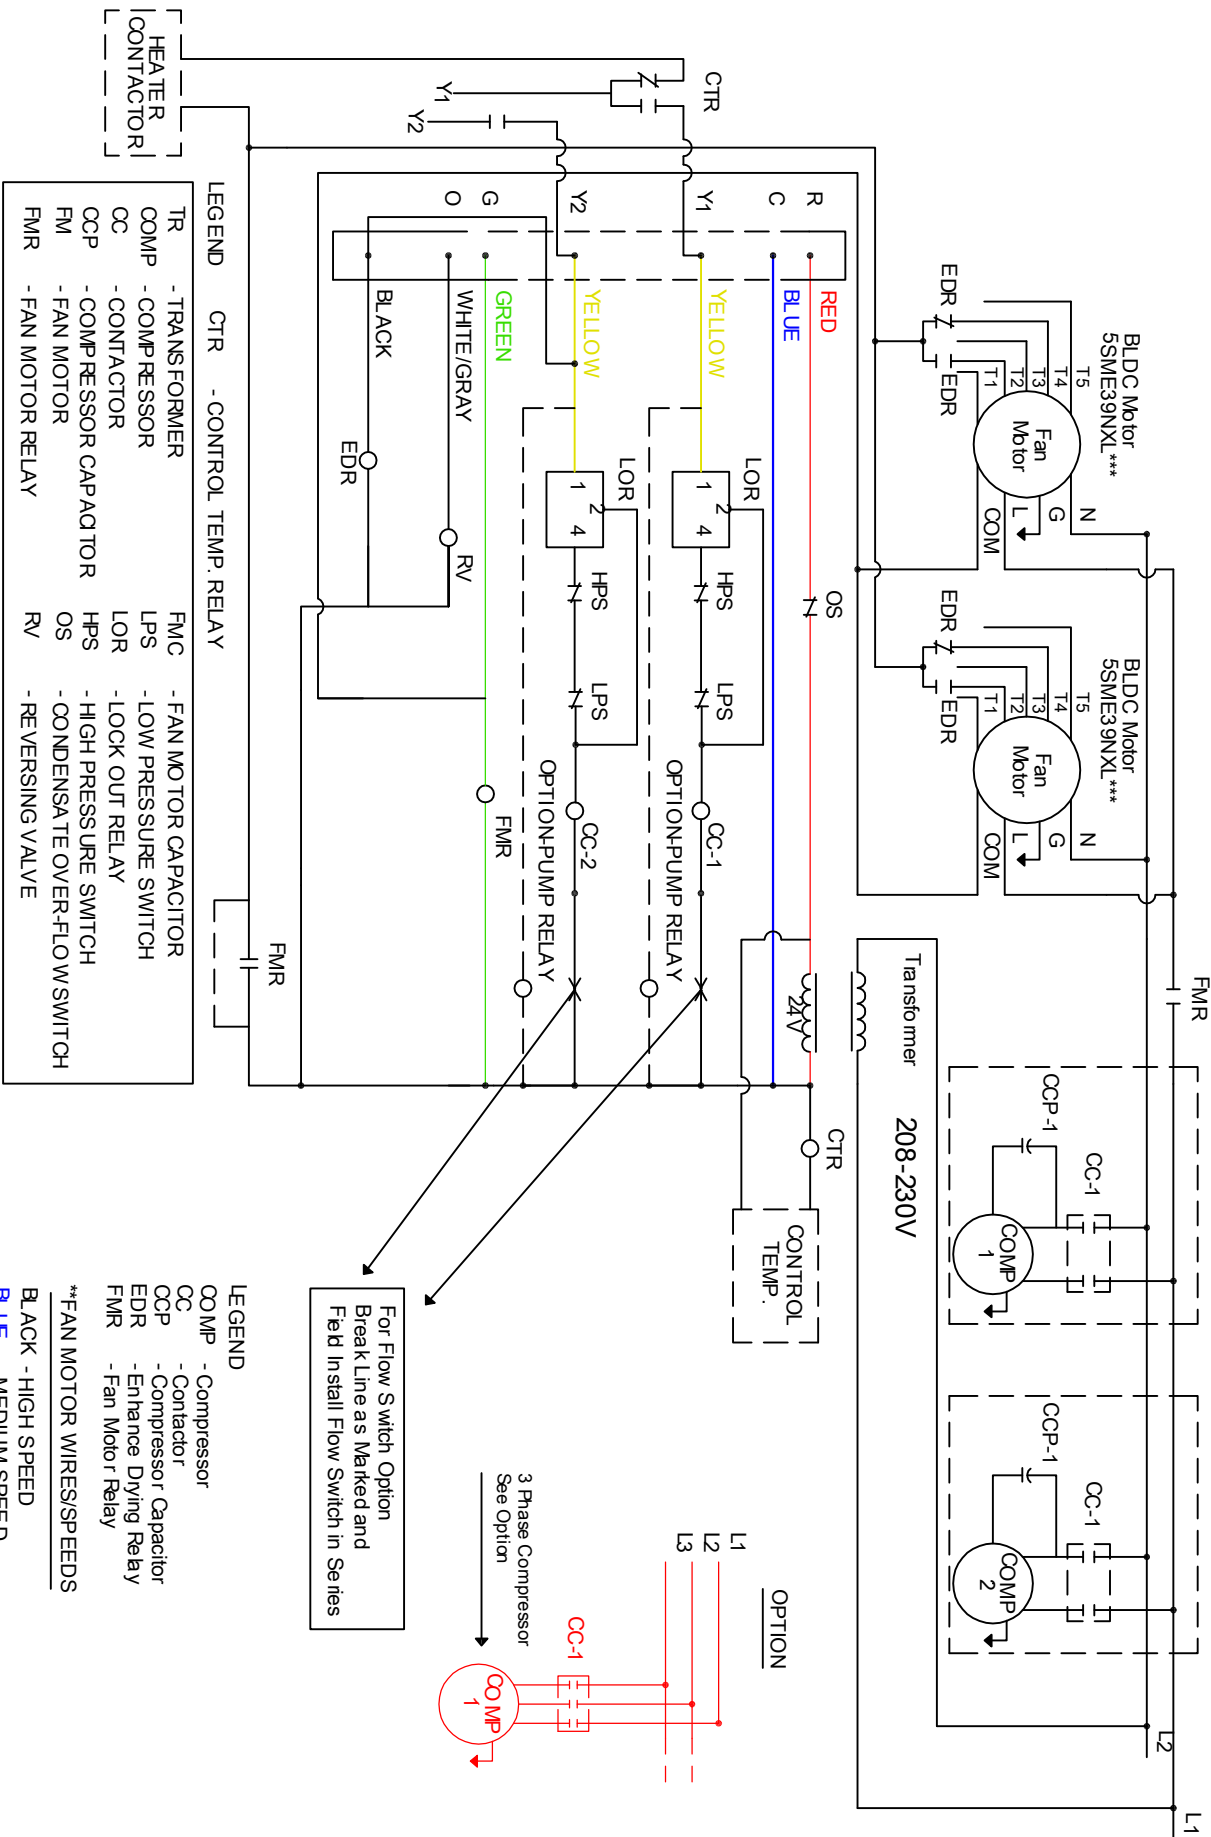 BLDC Motor
5SME39NXL***
T5
T4
T3
T2
T1
Fan
Motor
N
G
L
COM
EDR
EDR
BLDC Motor
5SME39NXL***
T5
T4
T3
T2
T1
Fan
Motor
N
G
L
COM
EDR
EDR
FMR
L1
L2
CCP-1
CC-1
COMP
1
CCP-1
CC-1
COMP
2
Transformer
208-230V
24V
CTR
Y1
Y2
HEATER
CONTACTOR
R
C
Y1
Y2
G
O
RED
BLUE
YELLOW
YELLOW
GREEN
WHITE/GRAY
BLACK
OS
LOR
1
2
4
HPS
LPS
CC-1
OPTION-PUMP RELAY
LOR
1
2
4
HPS
LPS
CC-2
OPTION-PUMP RELAY
FMR
RV
EDR
FMR
CTR
CONTROL
TEMP.
For Flow Switch Option
Break Line as Marked and
Field Install Flow Switch in Series
OPTION
L1
L2
L3
3 Phase Compressor
See Option
CC-1
COMP
1
LEGEND
CTR - CONTROL TEMP. RELAY
TR - TRANSFORMER
COMP - COMPRESSOR
CC - CONTACTOR
CCP - COMPRESSOR CAPACITOR
FM - FAN MOTOR
FMR - FAN MOTOR RELAY
FMC - FAN MOTOR CAPACITOR
LPS - LOW PRESSURE SWITCH
LOR - LOCK OUT RELAY
HPS - HIGH PRESSURE SWITCH
OS - CONDENSATE OVER-FLOW SWITCH
RV - REVERSING VALVE
LEGEND
COMP - Compressor
CC - Contactor
CCP - Compressor Capacitor
EDR - Enhance Drying Relay
FMR - Fan Motor Relay
**FAN MOTOR WIRES/SPEEDS
BLACK - HIGH SPEED
BLUE - MEDIUM SPEED